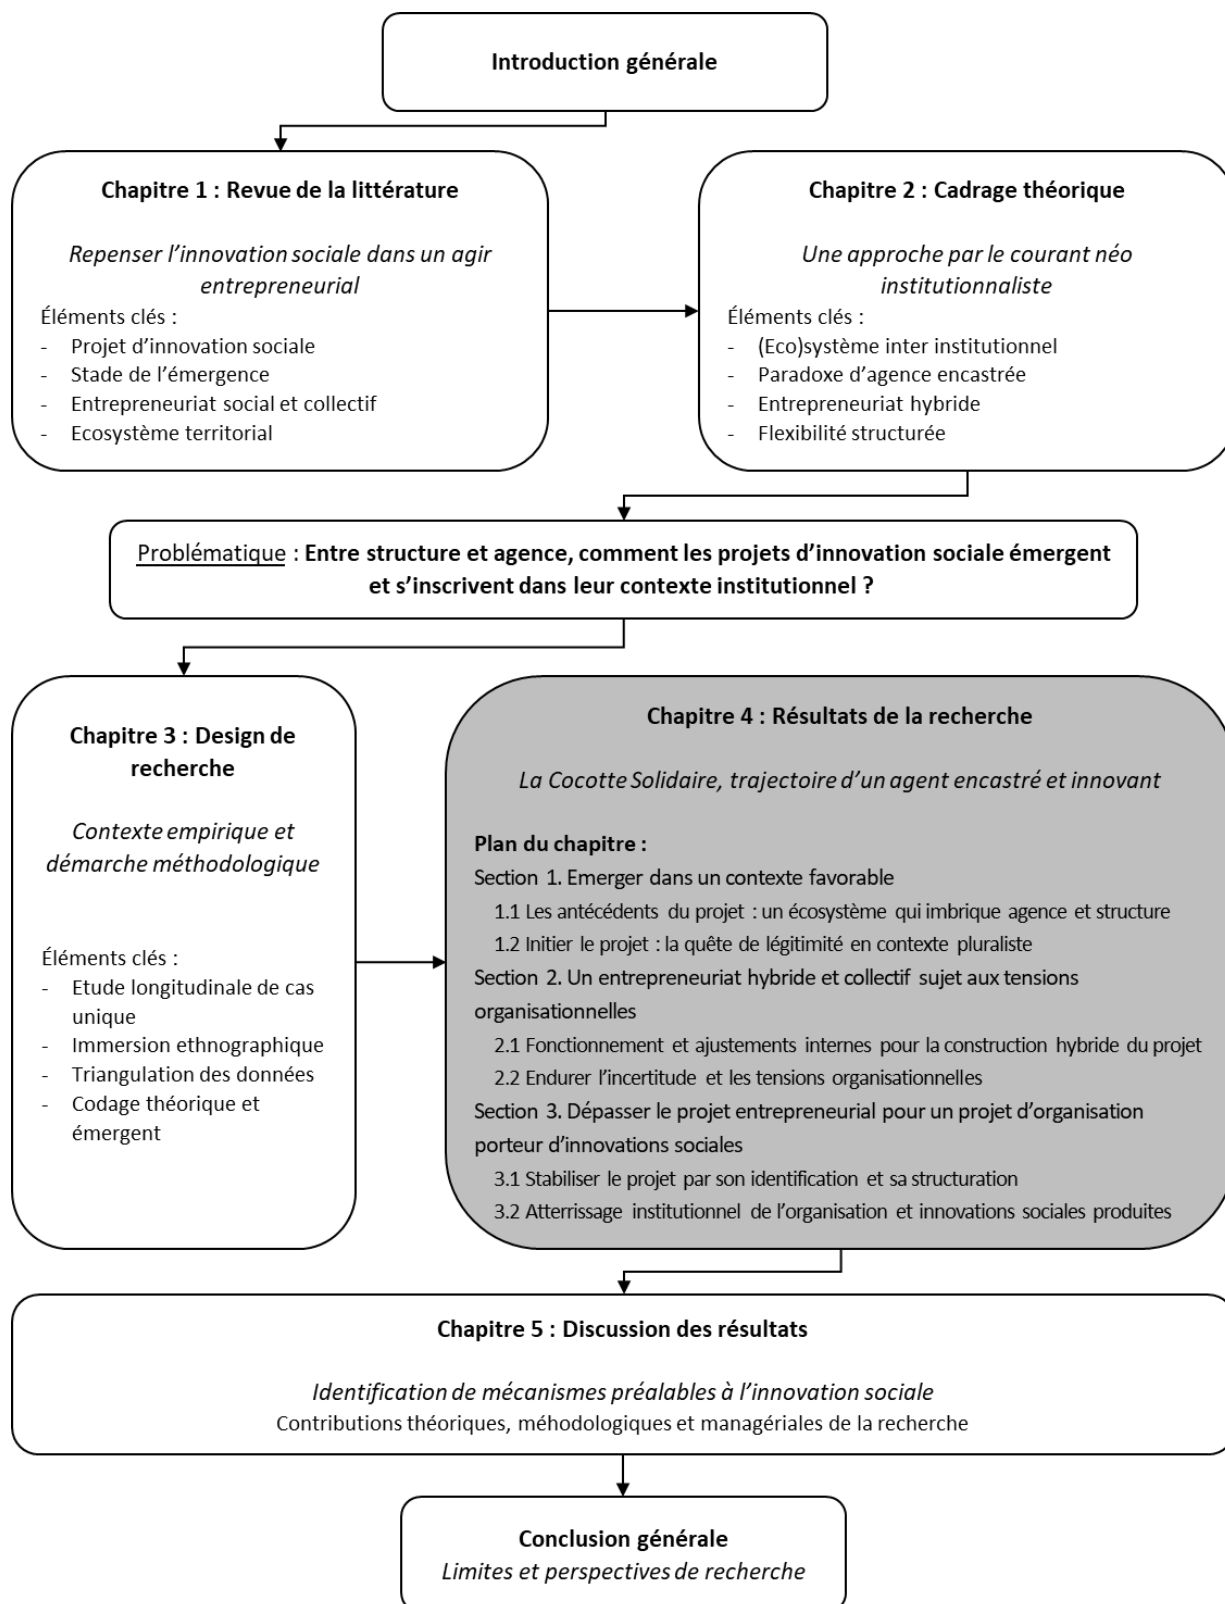 Introduction générale
Chapitre 1 : Revue de la littérature
Repenser l'innovation sociale dans un agir
entrepreneurial
Éléments clés :
- Projet d'innovation sociale
- Stade de l'émergence
- Entrepreneuriat social et collectif
- Ecosystème territorial
Chapitre 2 : Cadrage théorique
Une approche par le courant néo
institutionnaliste
Éléments clés :
- (Eco)système inter institutionnel
- Paradoxe d'agence encastrée
- Entrepreneuriat hybride
- Flexibilité structurée
Problématique : Entre structure et agence, comment les projets d'innovation sociale émergent
et s'inscrivent dans leur contexte institutionnel ?
Chapitre 3 : Design de
recherche
Contexte empirique et
démarche méthodologique
Éléments clés :
- Etude longitudinale de cas
unique
- Immersion ethnographique
- Triangulation des données
- Codage théorique et
émergent
Chapitre 4 : Résultats de la recherche
La Cocotte Solidaire, trajectoire d'un agent encastré et innovant
Plan du chapitre :
Section 1. Emerger dans un contexte favorable
1.1 Les antécédents du projet : un écosystème qui imbrique agence et structure
1.2 Initier le projet : la quête de légitimité en contexte pluraliste
Section 2. Un entrepreneuriat hybride et collectif sujet aux tensions
organisationnelles
2.1 Fonctionnement et ajustements internes pour la construction hybride du projet
2.2 Endurer l'incertitude et les tensions organisationnelles
Section 3. Dépasser le projet entrepreneurial pour un projet d'organisation
porteur d'innovations sociales
3.1 Stabiliser le projet par son identification et sa structuration
3.2 Atterrissage institutionnel de l'organisation et innovations sociales produites
Chapitre 5 : Discussion des résultats
Identification de mécanismes préalables à l'innovation sociale
Contributions théoriques, méhodologiques et managériales de la recherche
Conclusion générale
Limites et perspectives de recherche